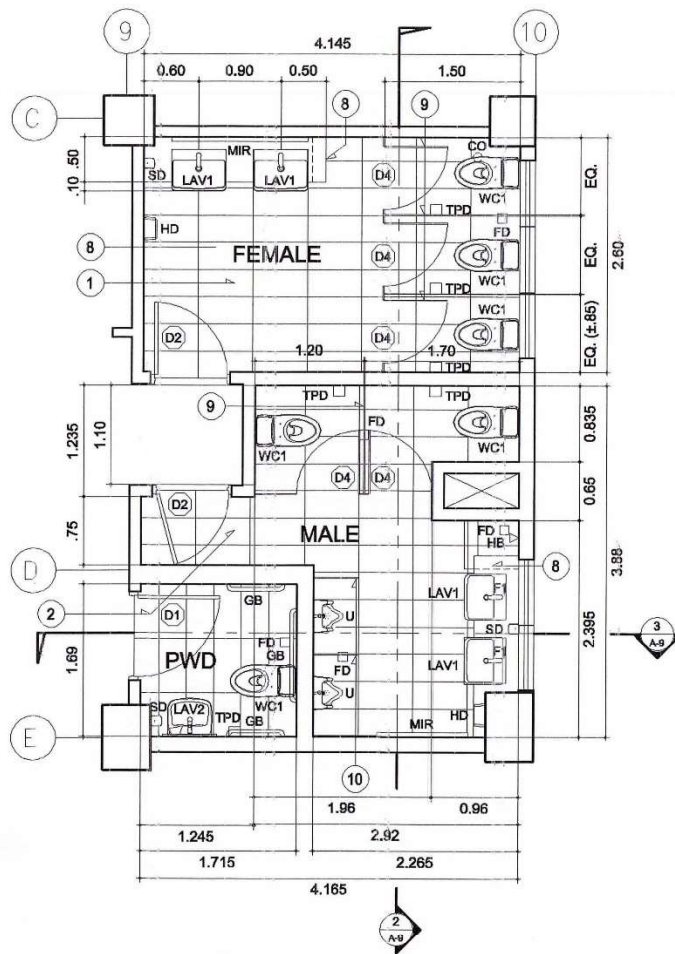 9
10
4.145
0.60
0.90
0.50
1.50
8
9
C
MIR
CO
.50
.10
SD
LAV1
LAV1
D4
WC1
EQ.
TPD
HD
FD
8
FEMALE
D4
WC1
EQ.
2.60
1
TPD
WC1
D2
D4
EQ. (±.85)
1.20
1.70
TPD
9
TPD
TPD
FD
1.235
1.10
WC1
WC1
0.835
D4
D4
D2
0.65
MALE
FD
HB
.75
8
3.88
D
GB
LAV1
2
D1
U
SD
3
A-9
FD
GB
1.69
PWD
FD
LAV1
2.395
WC1
U
SD
LAV2
TPD
GB
HD
MIR
E
10
1.96
0.96
1.245
2.92
1.715
2.265
4.165
2
A-9